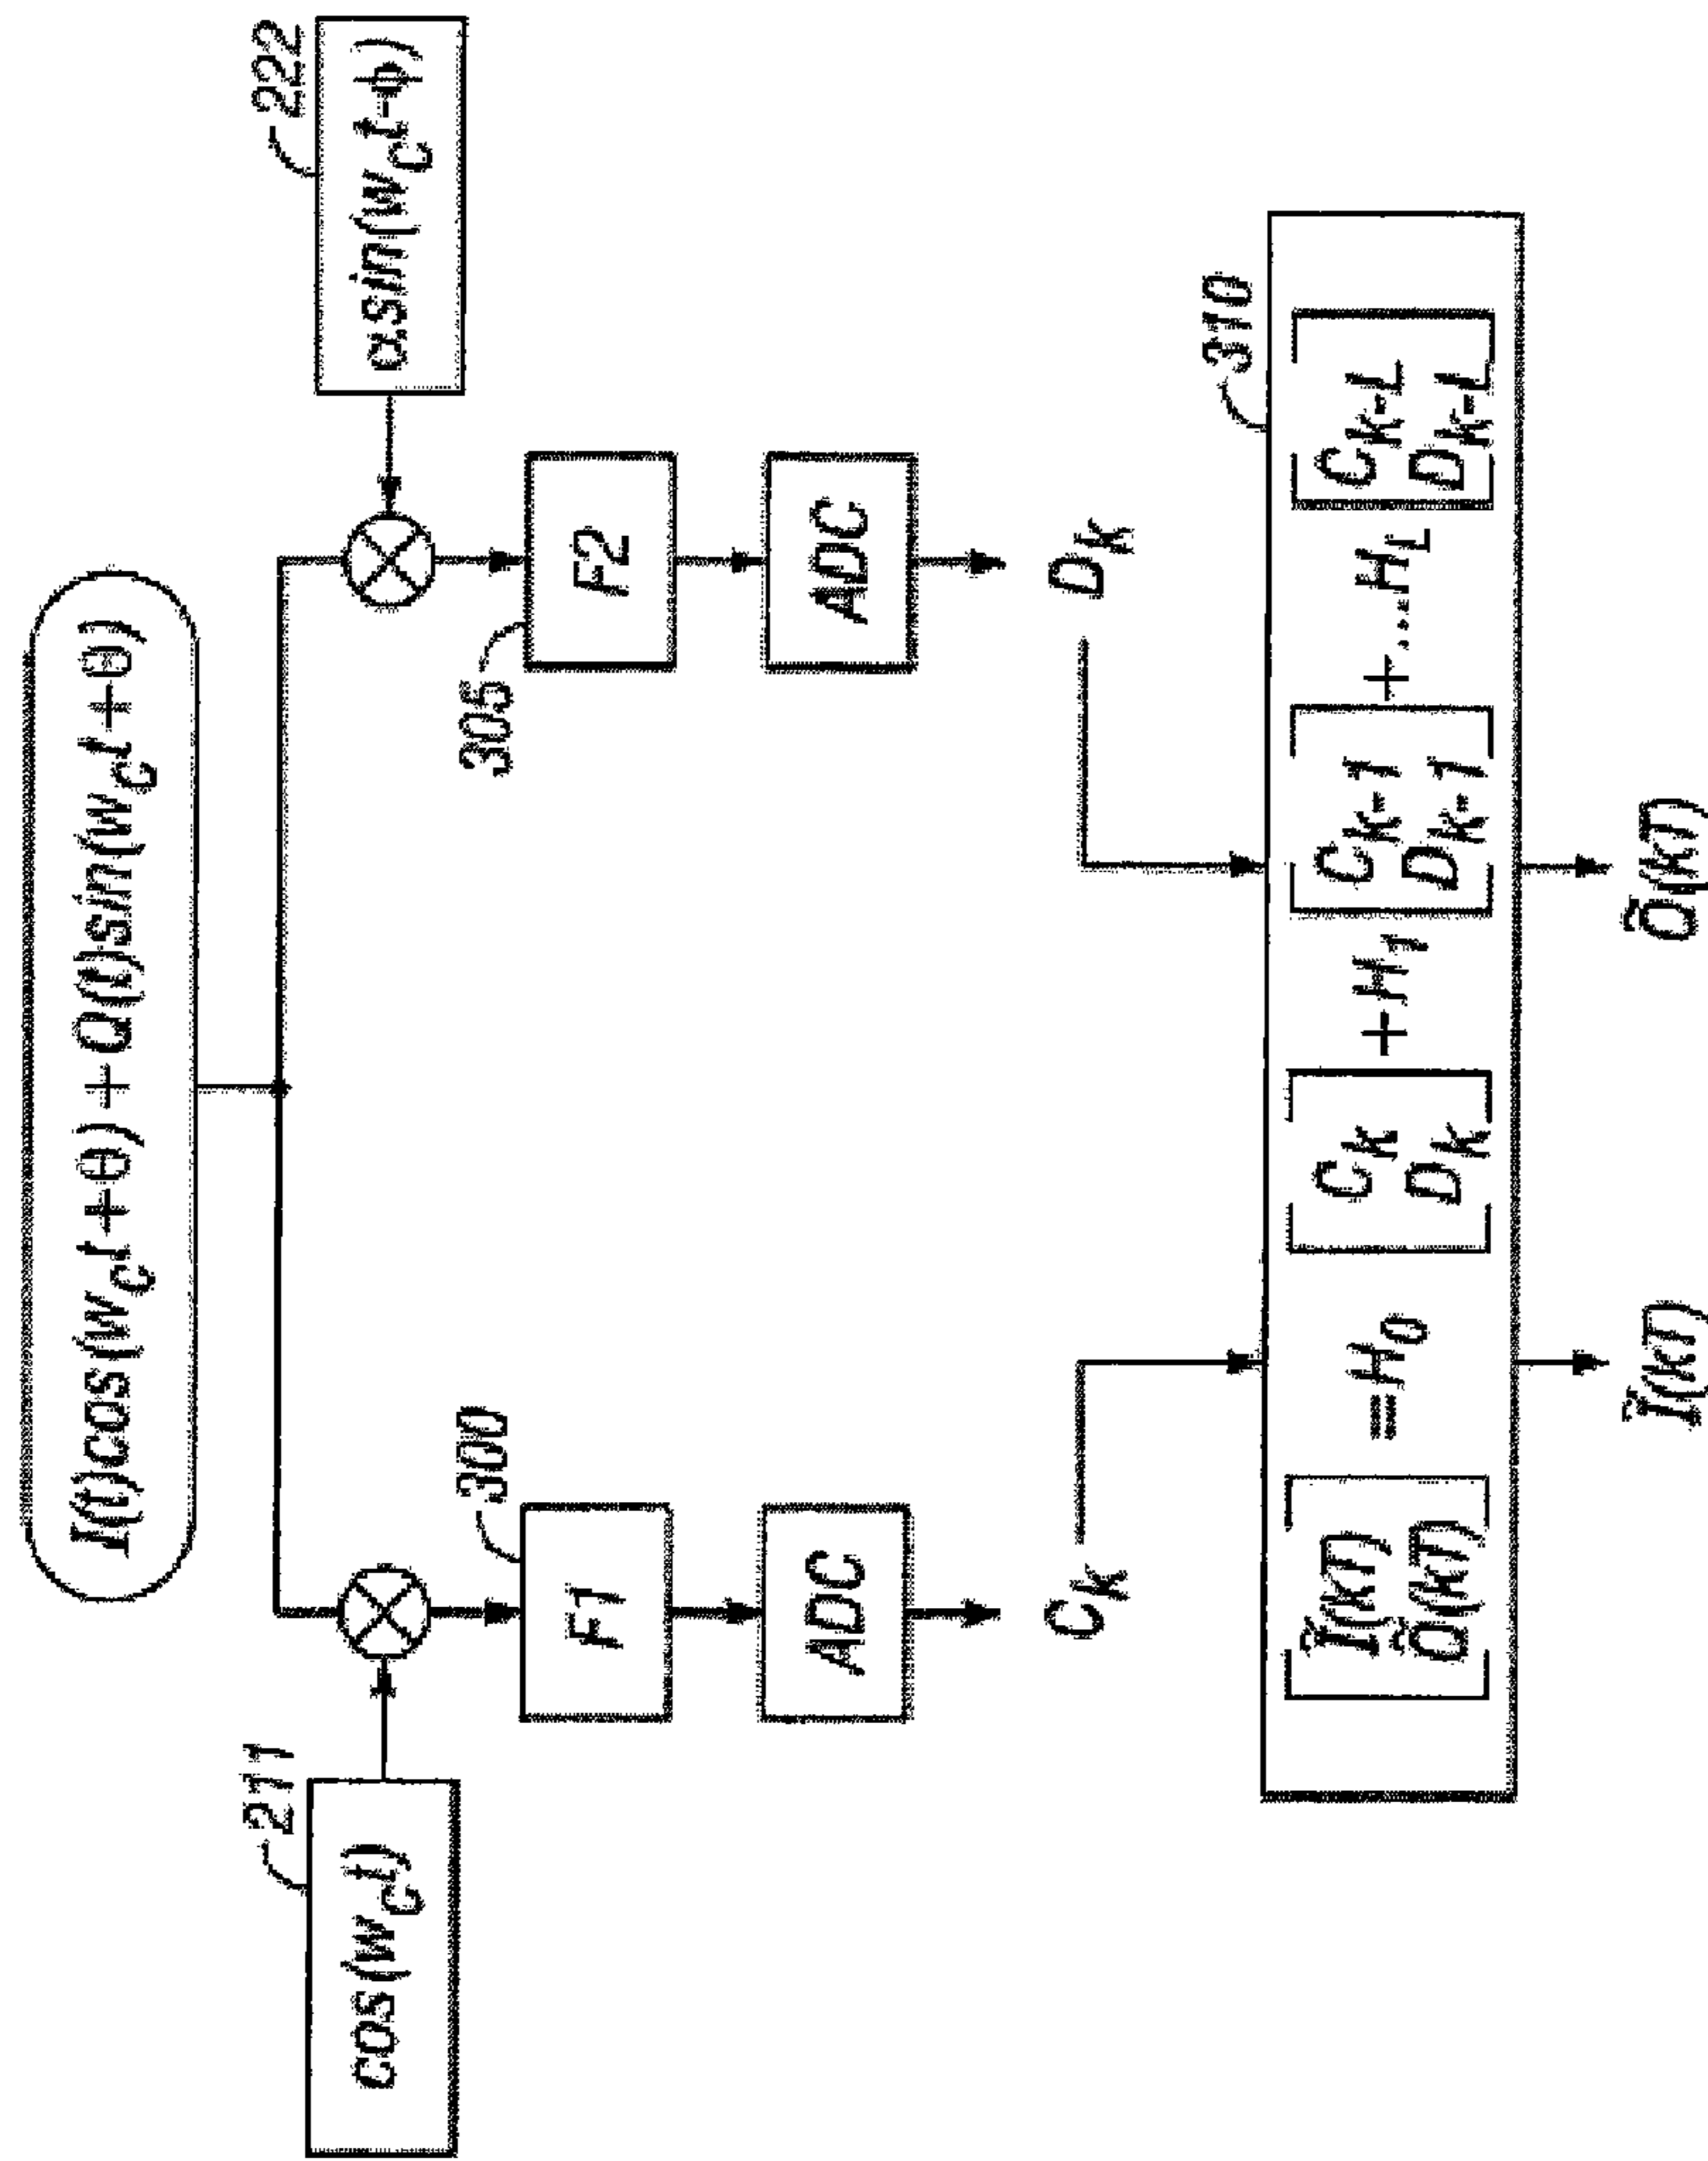 I(t)cos(w_c t+θ)+Q(t)sin(w_c t+θ)
211
cos(w_c t)
222
αsin(w_c t-ϕ)
300
F1
305
F2
ADC
ADC
C_k
D_k
310
[Ĩ(kT) Q̃(kT)] =H_0 [C_k D_k] +H_1 [C_k-1 D_k-1] +....H_L [C_k-L D_k-L]
Ĩ(kT)
Q̃(kT)